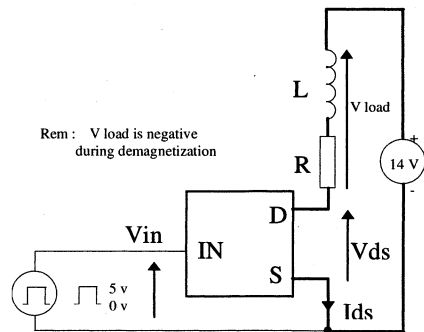 L
V load
Rem : V load is negative
during demagnetization
+
14 V
-
R
D
Vin
IN
Vds
S
5 v
0 v
Ids